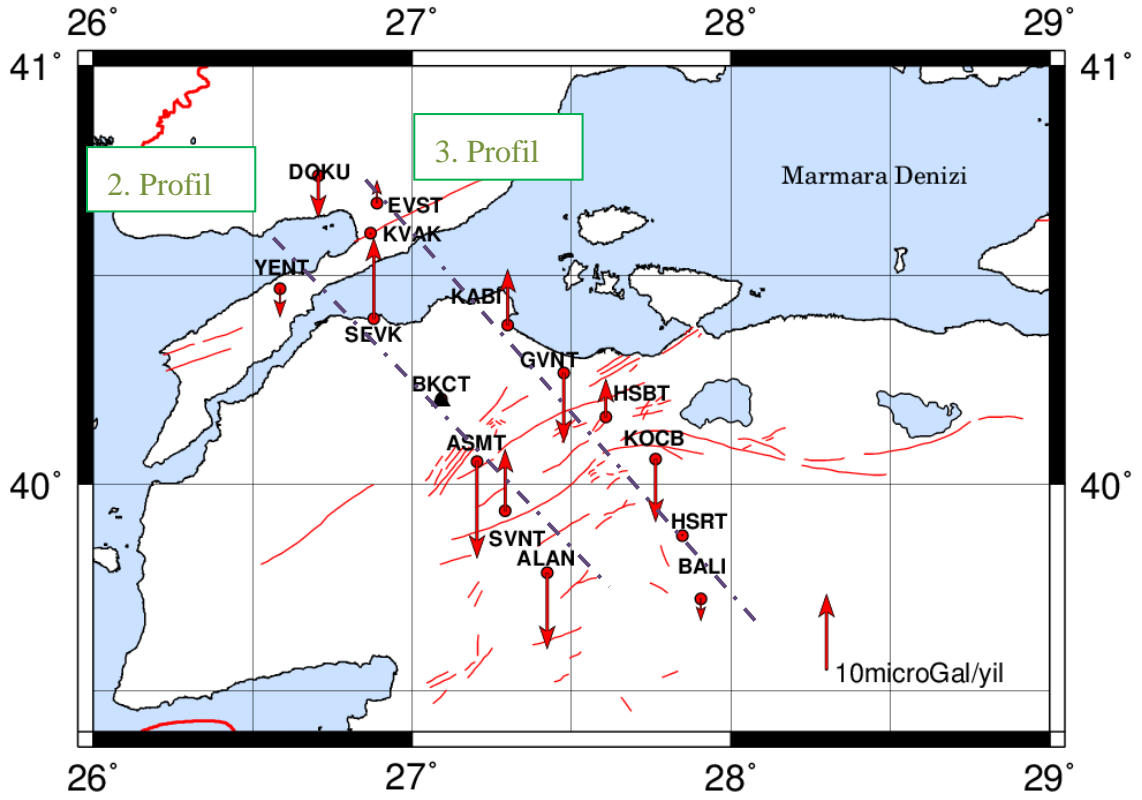 26˚ 27˚ 28˚ 29˚
41˚ 41˚
3. Profil
2. Profil
DOKU
Marmara Denizi
EVST
KVAK
YENT
KABİ
SEVK
GVNT
BKCT
HSBT
ASMT
KOCB
40˚ 40˚
HSRT
SVNT
ALAN
BALI
10microGal/yil
26˚ 27˚ 28˚ 29˚